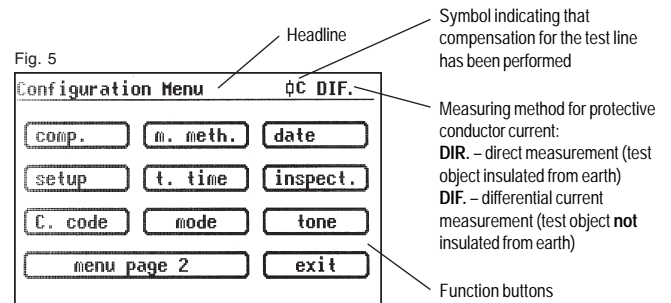 Fig. 5
Headline
Symbol indicating that
compensation for the test line
has been performed
Configuration Menu ϕC DIF.
comp. m. meth. date
setup t. time inspect.
C. code mode tone
menu page 2 exit
Measuring method for protective
conductor current:
DIR. – direct measurement (test
object insulated from earth)
DIF. – differential current
measurement (test object not
insulated from earth)
Function buttons